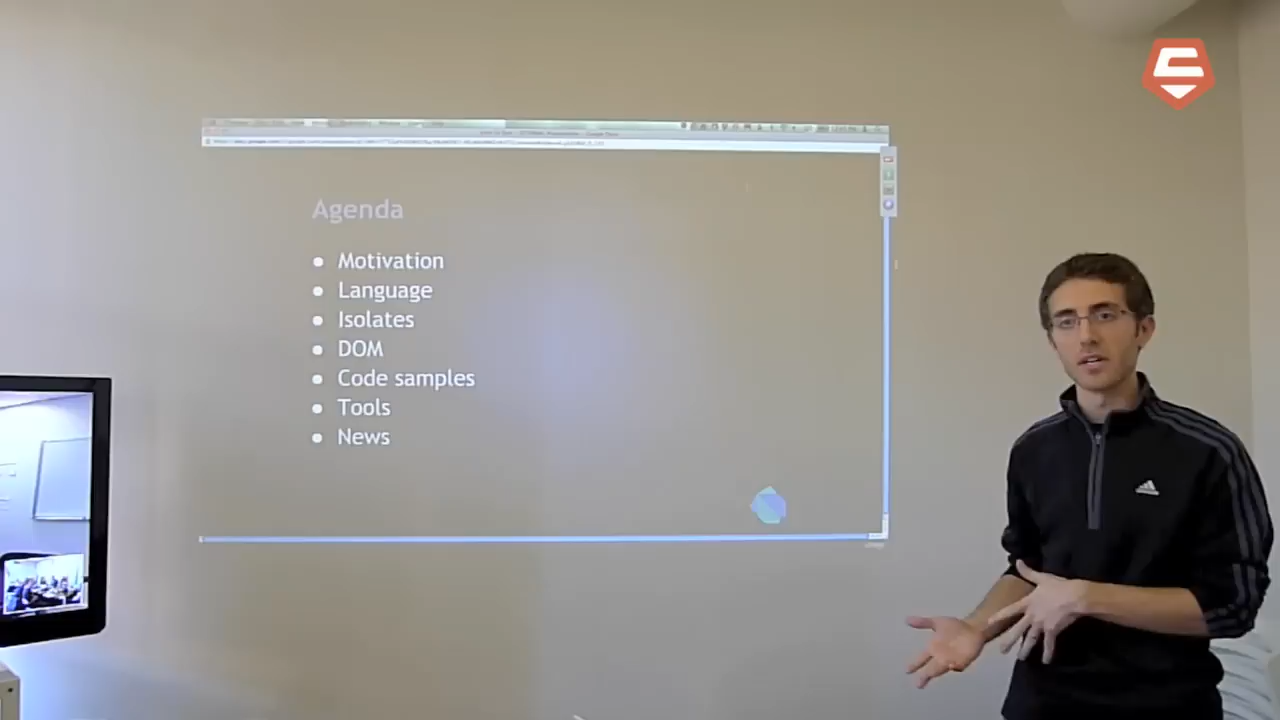 Agenda
● Motivation
● Language
● Isolates
● DOM
● Code samples
● Tools
● News